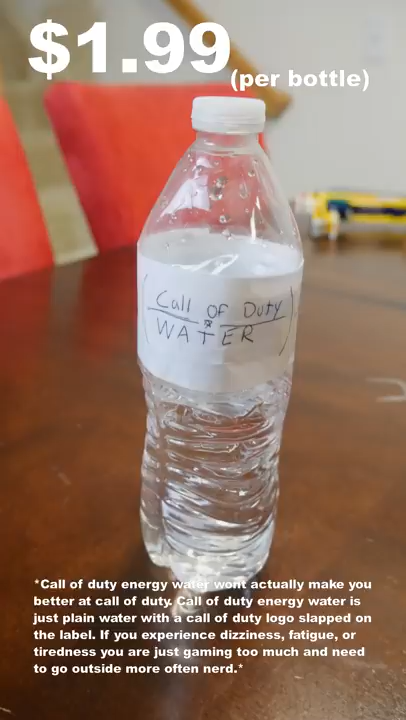 $1.99
(per bottle)
Call OF Duty
WATER
*Call of duty energy water wont actually make you
better at call of duty. Call of duty energy water is
just plain water with a call of duty logo slapped on
the label. If you experience dizziness, fatigue, or
tiredness you are just gaming too much and need
to go outside more often nerd.*